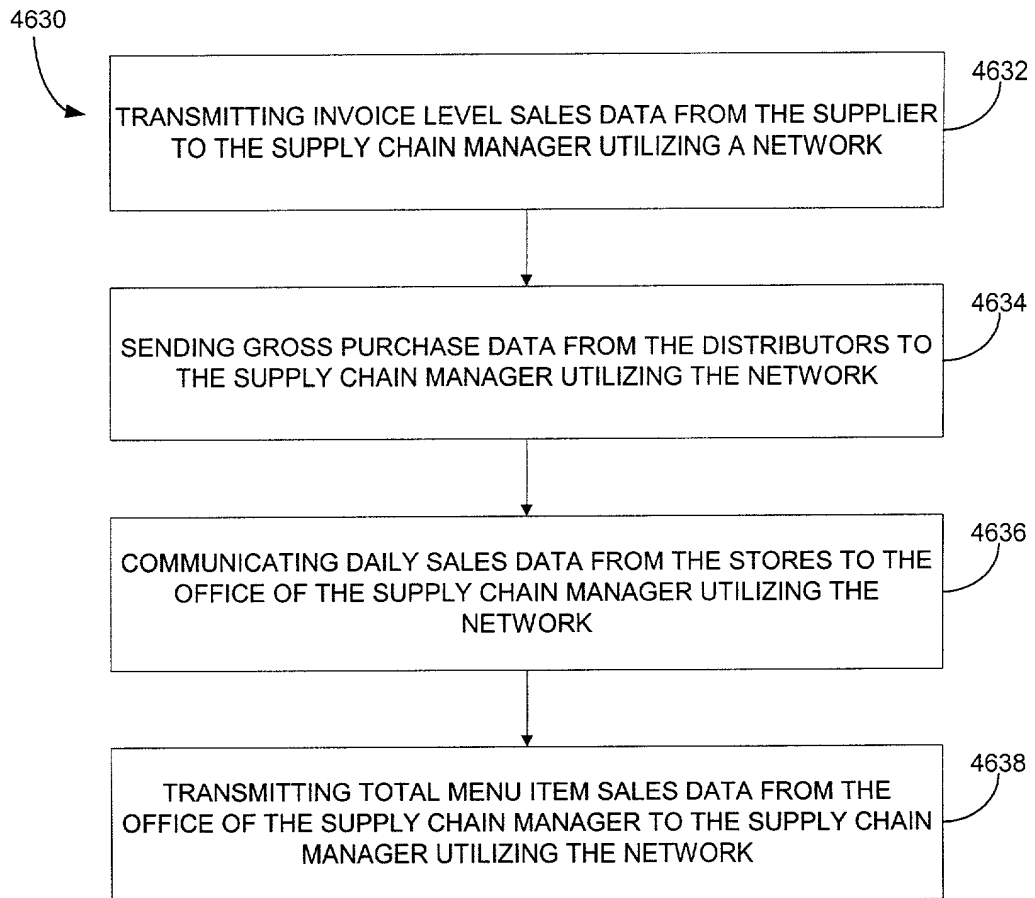 4630
4632
TRANSMITTING INVOICE LEVEL SALES DATA FROM THE SUPPLIER
TO THE SUPPLY CHAIN MANAGER UTILIZING A NETWORK
4634
SENDING GROSS PURCHASE DATA FROM THE DISTRIBUTORS TO
THE SUPPLY CHAIN MANAGER UTILIZING THE NETWORK
4636
COMMUNICATING DAILY SALES DATA FROM THE STORES TO THE
OFFICE OF THE SUPPLY CHAIN MANAGER UTILIZING THE
NETWORK
4638
TRANSMITTING TOTAL MENU ITEM SALES DATA FROM THE
OFFICE OF THE SUPPLY CHAIN MANAGER TO THE SUPPLY CHAIN
MANAGER UTILIZING THE NETWORK